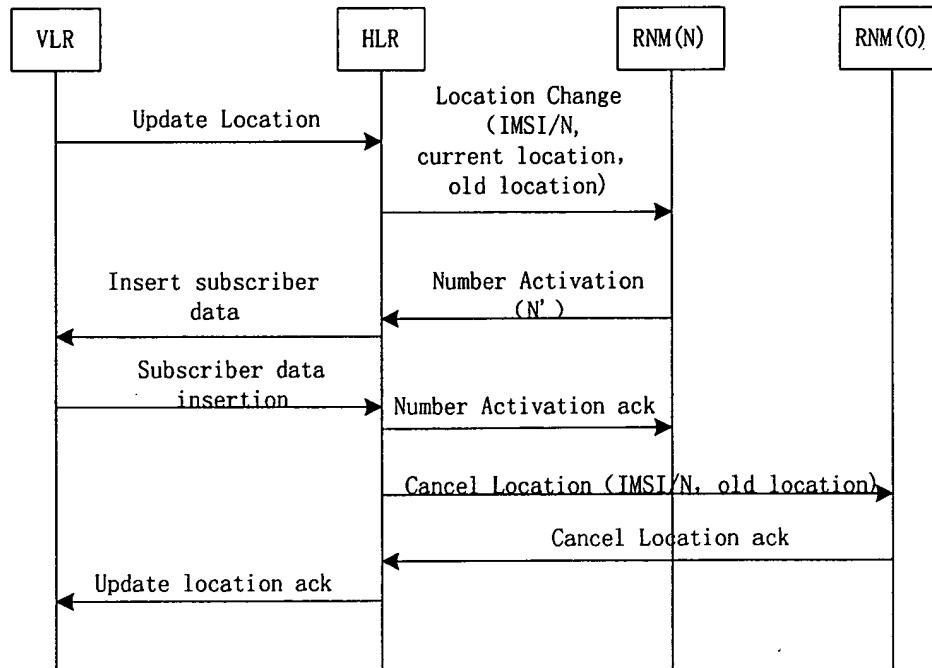 VLR
HLR
RNM(N)
RNM(O)
Update Location
Location Change
(IMSI/N,
current location,
old location)
Insert subscriber
data
Number Activation
(N')
Subscriber data
insertion
Number Activation ack
Cancel Location (IMSI/N, old location)
Cancel Location ack
Update location ack